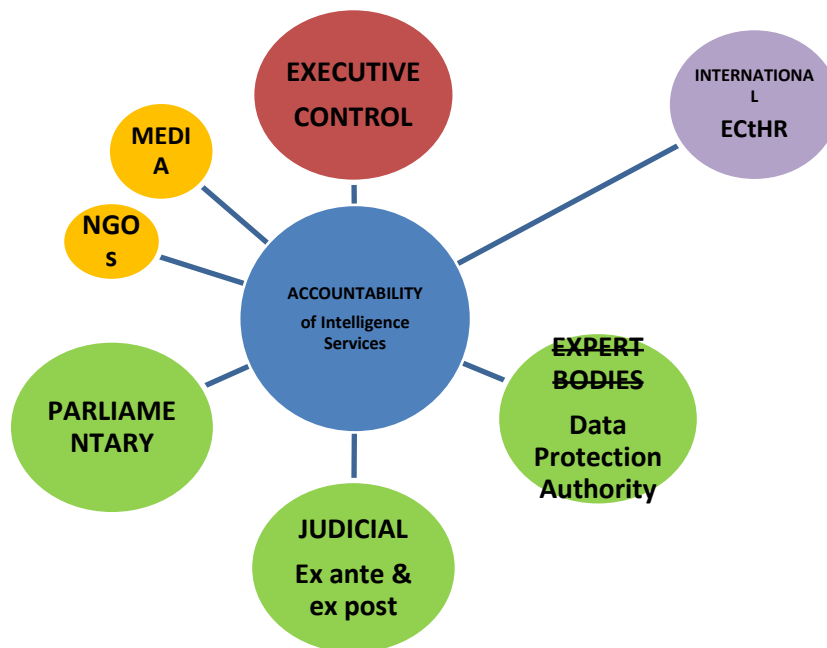 EXECUTIVE
CONTROL
INTERNATIONA
L
ECtHR
MEDI
A
NGO
s
ACCOUNTABILITY
of Intelligence
Services
EXPERT
BODIES
Data
Protection
Authority
PARLIAME
NTARY
JUDICIAL
Ex ante &
ex post